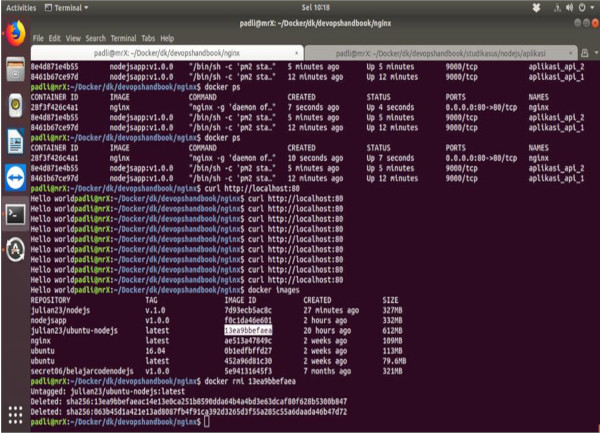 Activities Terminal Sel 10:18
padli@mrX: ~/Docker/dk/devopshandbook/nginx
File Edit View Search Terminal Tabs Help
padli@mrX: ~/Docker/dk/devopshandbook/nginx padli@mrX: ~/Docker/dk/devopshandbook/studikasus/nodejs/aplikasi
8e4d871e4b55 nodejsapp:v1.0.0 "/bin/sh -c 'pm2 sta…" 5 minutes ago Up 5 minutes 9000/tcp aplikasi_api_2
8461b67ce97d nodejsapp:v1.0.0 "/bin/sh -c 'pm2 sta…" 12 minutes ago Up 12 minutes 9000/tcp aplikasi_api_1
padli@mrX:~/Docker/dk/devopshandbook/nginx$ docker ps
CONTAINER ID IMAGE COMMAND CREATED STATUS PORTS NAMES
28f3f426c4a1 nginx "nginx -g 'daemon of…" 7 seconds ago Up 4 seconds 0.0.0.0:80->80/tcp nginx
8e4d871e4b55 nodejsapp:v1.0.0 "/bin/sh -c 'pm2 sta…" 5 minutes ago Up 5 minutes 9000/tcp aplikasi_api_2
8461b67ce97d nodejsapp:v1.0.0 "/bin/sh -c 'pm2 sta…" 12 minutes ago Up 12 minutes 9000/tcp aplikasi_api_1
padli@mrX:~/Docker/dk/devopshandbook/nginx$ docker ps
CONTAINER ID IMAGE COMMAND CREATED STATUS PORTS NAMES
28f3f426c4a1 nginx "nginx -g 'daemon of…" 10 seconds ago Up 7 seconds 0.0.0.0:80->80/tcp nginx
8e4d871e4b55 nodejsapp:v1.0.0 "/bin/sh -c 'pm2 sta…" 5 minutes ago Up 5 minutes 9000/tcp aplikasi_api_2
8461b67ce97d nodejsapp:v1.0.0 "/bin/sh -c 'pm2 sta…" 12 minutes ago Up 12 minutes 9000/tcp aplikasi_api_1
padli@mrX:~/Docker/dk/devopshandbook/nginx$ curl http://localhost:80
Hello worldpadli@mrX:~/Docker/dk/devopshandbook/nginx$ curl http://localhost:80
Hello worldpadli@mrX:~/Docker/dk/devopshandbook/nginx$ curl http://localhost:80
Hello worldpadli@mrX:~/Docker/dk/devopshandbook/nginx$ curl http://localhost:80
Hello worldpadli@mrX:~/Docker/dk/devopshandbook/nginx$ curl http://localhost:80
Hello worldpadli@mrX:~/Docker/dk/devopshandbook/nginx$ curl http://localhost:80
Hello worldpadli@mrX:~/Docker/dk/devopshandbook/nginx$ curl http://localhost:80
Hello worldpadli@mrX:~/Docker/dk/devopshandbook/nginx$ curl http://localhost:80
Hello worldpadli@mrX:~/Docker/dk/devopshandbook/nginx$ curl http://localhost:80
Hello worldpadli@mrX:~/Docker/dk/devopshandbook/nginx$ docker images
REPOSITORY TAG IMAGE ID CREATED SIZE
julian23/nodejs v.1.0 7d93ecb5ac8c 27 minutes ago 327MB
nodejsapp v1.0.0 f0c1da46e601 2 hours ago 332MB
julian23/ubuntu-nodejs latest 13ea9bbefaea 20 hours ago 612MB
nginx latest ae513a47849c 2 weeks ago 109MB
ubuntu 16.04 0b1edfbffd27 2 weeks ago 113MB
ubuntu latest 452a96d81c30 2 weeks ago 79.6MB
secret06/belajarcodenodejs v1.0.0 5e94131645f3 7 months ago 321MB
padli@mrX:~/Docker/dk/devopshandbook/nginx$ docker rmi 13ea9bbefaea
Untagged: julian23/ubuntu-nodejs:latest
Deleted: sha256:13ea9bbefaeac14e13e0ca251b8590dda64b4a4bd3e63dcaf80f628b5300b847
Deleted: sha256:063b45d1a421e13ad8087fb4f91ca392d3265d3f55a285c55a6daada46b47d72
padli@mrX:~/Docker/dk/devopshandbook/nginx$